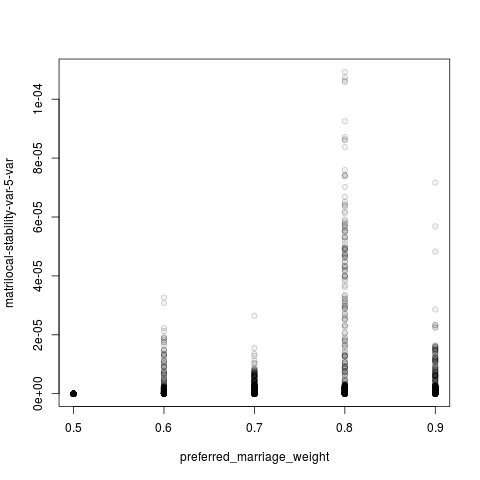 matrilocal-stability-var-5-var
1e-04
8e-05
6e-05
4e-05
2e-05
0e+00
0.5 0.6 0.7 0.8 0.9
preferred_marriage_weight